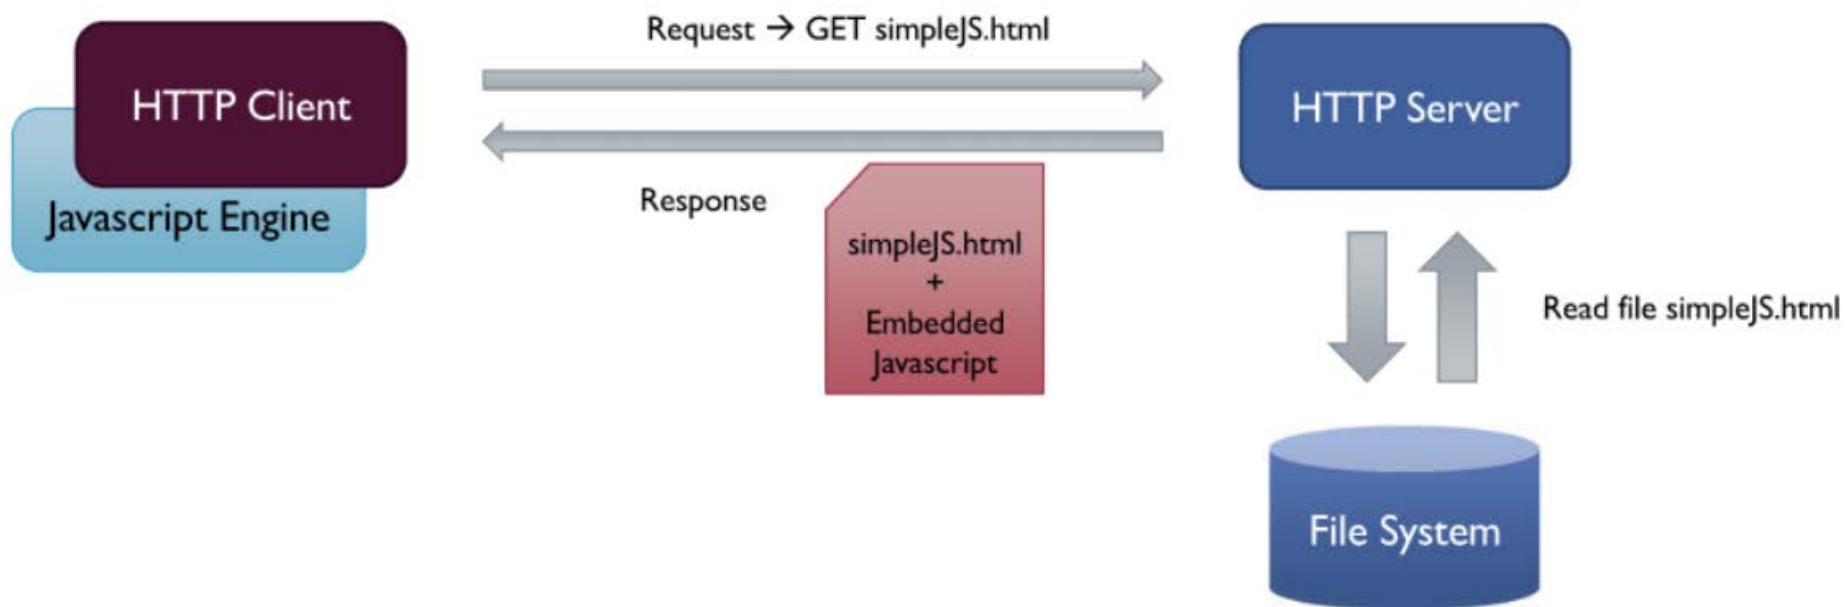 Request → GET simpleJS.html
HTTP Client
HTTP Server
Javascript Engine
Response
simpleJS.html
+
Embedded
Javascript
Read file simpleJS.html
File System